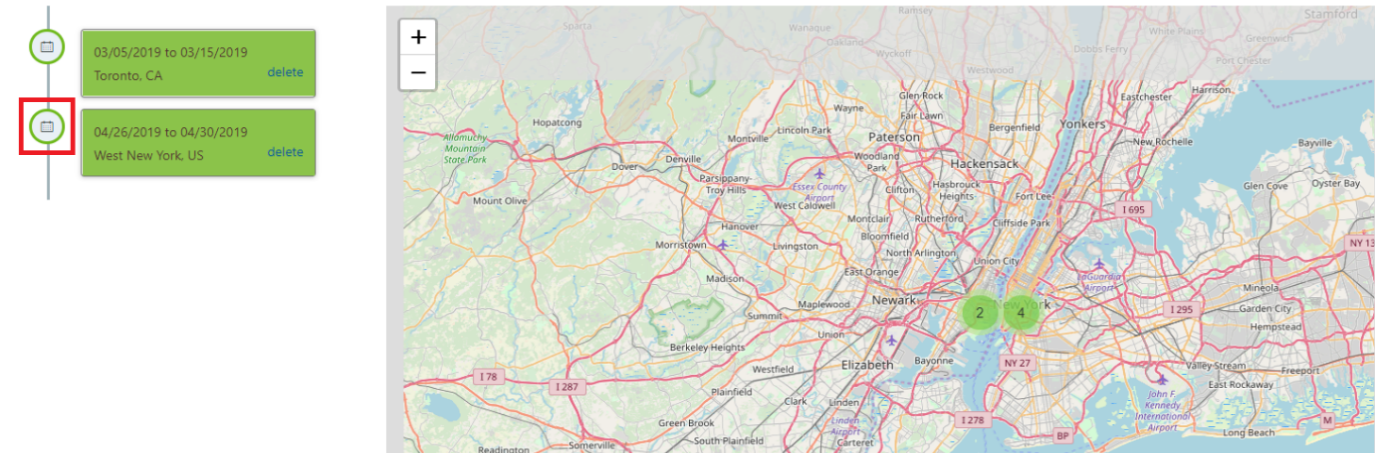 03/05/2019 to 03/15/2019
Toronto, CA
delete
04/26/2019 to 04/30/2019
West New York, US
delete
+
−
Sparta
Wanaque
Ramsey
Stamford
Oakland
Wyckoff
Dobbs Ferry
White Plains
Greenwich
Westwood
Port Chester
Glen Rock
Fair Lawn
Eastchester
Harrison
Hopatcong
Wayne
Lincoln Park
Paterson
Bergenfield
Yonkers
Allamuchy
Mountain
State Park
Montville
New Rochelle
Bayville
Denville
Woodland
Park
Hackensack
Dover
Parsippany-
Troy Hills
Essex County
Airport
Clifton
Hasbrouck
Heights
Fort Lee
Glen Cove
Oyster Bay
Mount Olive
West Caldwell
I 695
Montclair
Rutherford
Cliffside Park
Hanover
Bloomfield
Morristown
Livingston
North Arlington
NY 13
Union City
East Orange
LaGuardia
Airport
Madison
Mineola
Maplewood
Newark
New York
2
4
I 295
Garden City
Summit
Hempstead
Union
Berkeley Heights
Elizabeth
Bayonne
NY 27
Valley Stream
Freeport
Westfield
I 78
I 287
East Rockaway
Plainfield
Clark
Linden
John F.
Kennedy
International
Airport
Green Brook
Linden
Airport
I 278
M
BP
Long Beach
Somerville
South Plainfield
Carteret
Readington